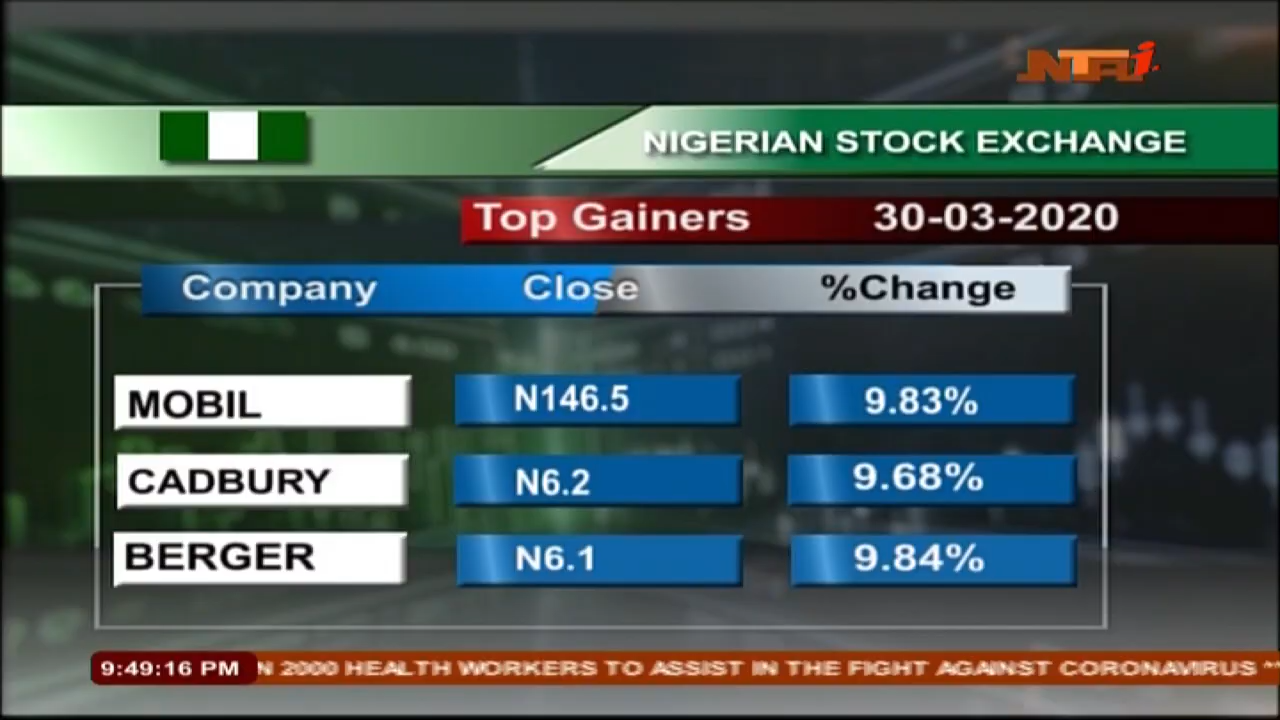 NTAi
NIGERIAN STOCK EXCHANGE
Top Gainers 30-03-2020
Company Close %Change
MOBIL N146.5 9.83%
CADBURY N6.2 9.68%
BERGER N6.1 9.84%
9:49:16 PM N 2000 HEALTH WORKERS TO ASSIST IN THE FIGHT AGAINST CORONAVIRUS